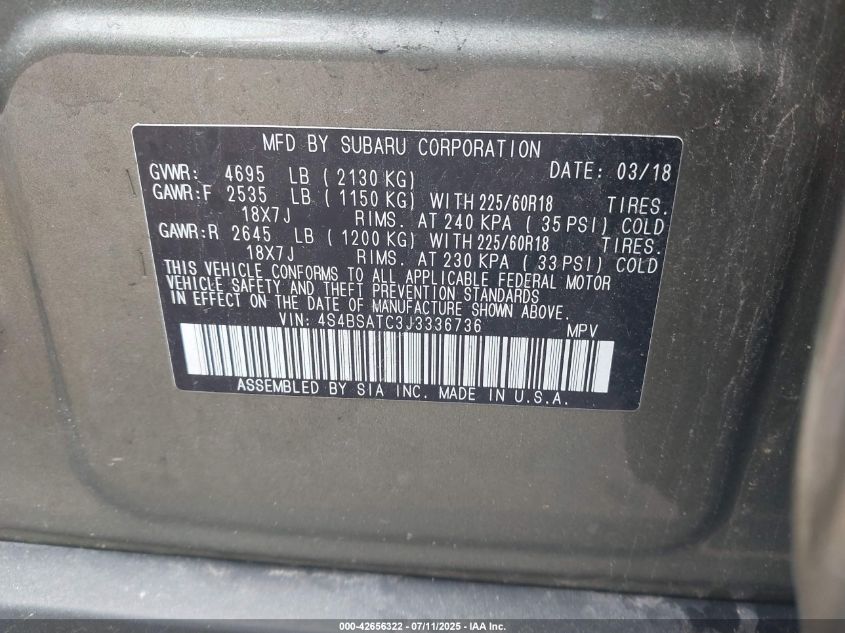 MFD BY SUBARU CORPORATION
GVWR: 4695 LB ( 2130 KG) DATE: 03/18
GAWR:F 2535 LB ( 1150 KG) WITH 225/60R18 TIRES.
18X7J RIMS. AT 240 KPA ( 35 PSI) COLD
GAWR:R 2645 LB ( 1200 KG) WITH 225/60R18 TIRES.
18X7J RIMS. AT 230 KPA ( 33 PSI) COLD
THIS VEHICLE CONFORMS TO ALL APPLICABLE FEDERAL MOTOR
VEHICLE SAFETY AND THEFT PREVENTION STANDARDS
IN EFFECT ON THE DATE OF MANUFACTURE SHOWN ABOVE.
VIN: 4S4BSATC3J3336736 MPV
ASSEMBLED BY SIA INC. MADE IN U.S.A.
000-42656322 - 07/11/2025 - IAA Inc.